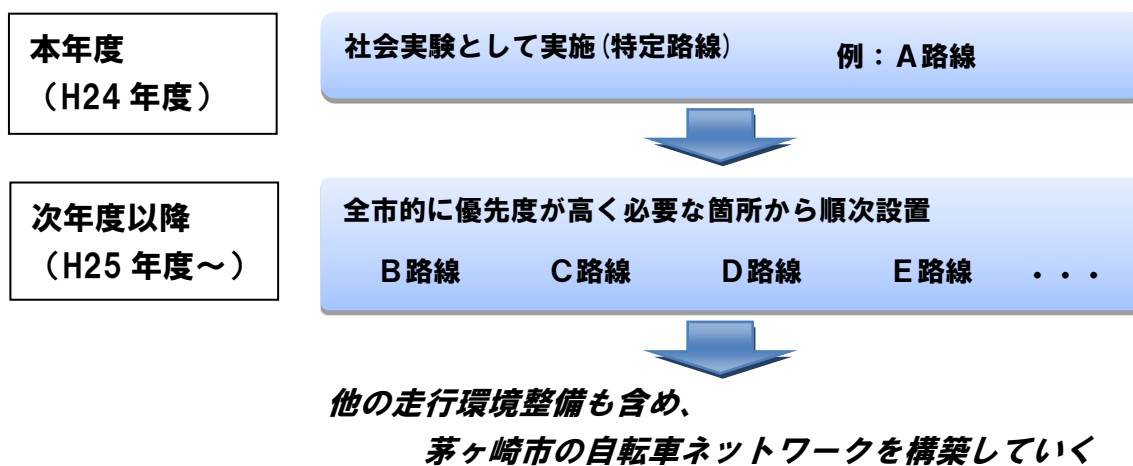 本年度
（H24 年度）
社会実験として実施（特定路線）　例：Ａ路線
次年度以降
（H25 年度～）
全市的に優先度が高く必要な箇所から順次設置
Ｂ路線　Ｃ路線　Ｄ路線　Ｅ路線　・・・
他の走行環境整備も含め、
茅ヶ崎市の自転車ネットワークを構築していく